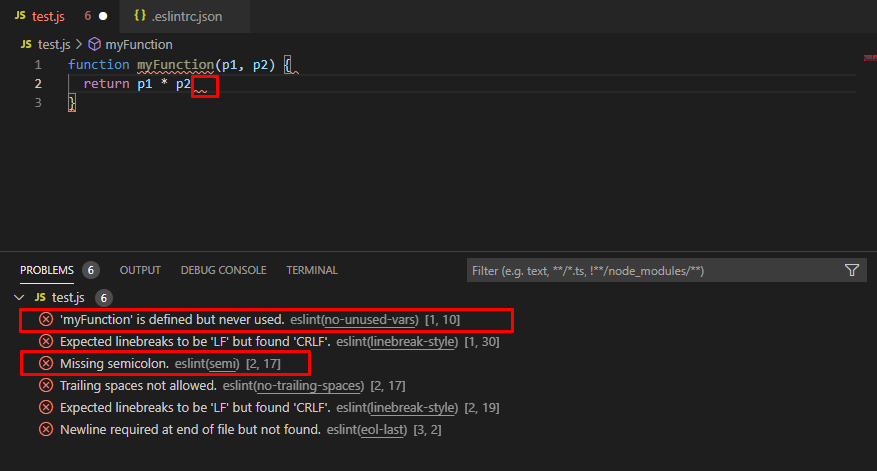 JS test.js 6 {} .eslintrc.json
JS test.js > myFunction
1 function myFunction(p1, p2) {
2 return p1 * p2
3 }
PROBLEMS 6 OUTPUT DEBUG CONSOLE TERMINAL Filter (e.g. text, **/*.ts, !**/node_modules/**)
JS test.js 6
'myFunction' is defined but never used. eslint(no-unused-vars) [1, 10]
Expected linebreaks to be 'LF' but found 'CRLF'. eslint(linebreak-style) [1, 30]
Missing semicolon. eslint(semi) [2, 17]
Trailing spaces not allowed. eslint(no-trailing-spaces) [2, 17]
Expected linebreaks to be 'LF' but found 'CRLF'. eslint(linebreak-style) [2, 19]
Newline required at end of file but not found. eslint(eol-last) [3, 2]